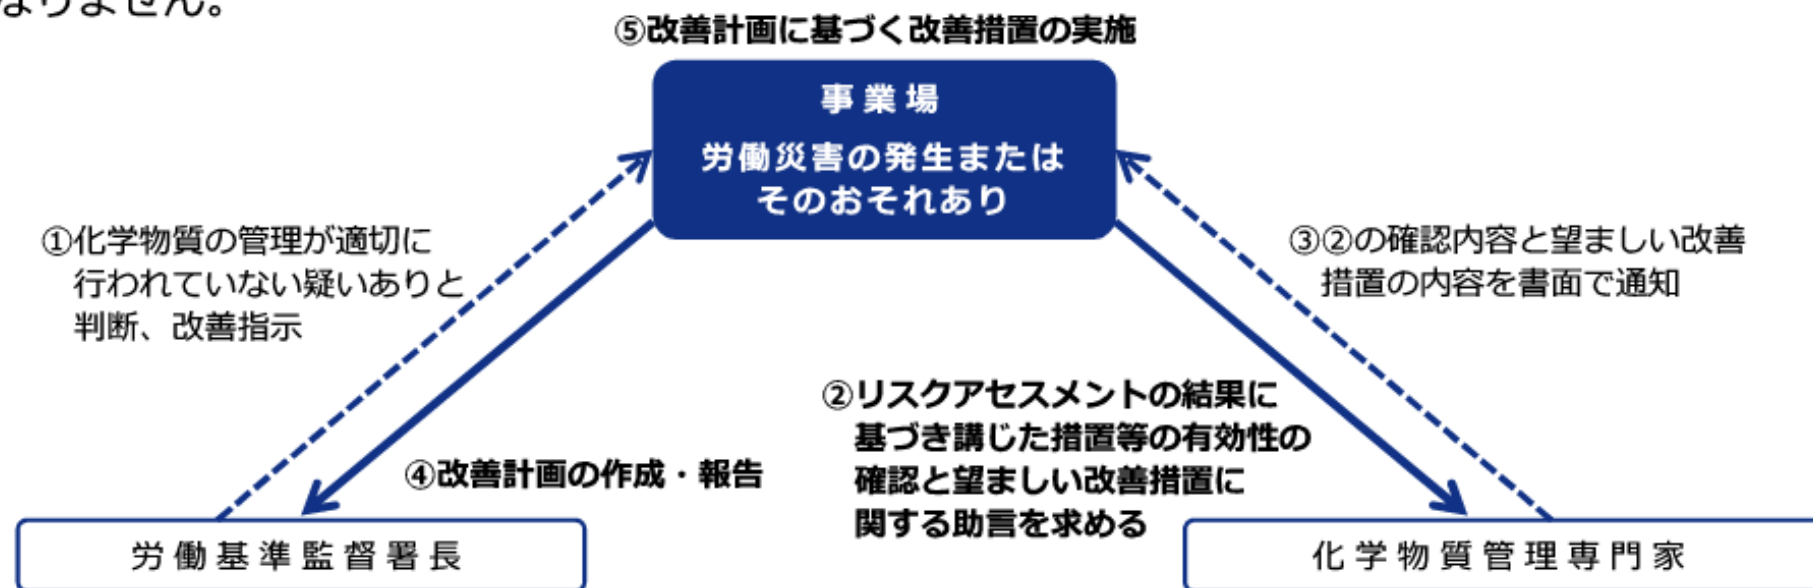 なりません。
⑤改善計画に基づく改善措置の実施
事業場
労働災害の発生または
そのおそれあり
①化学物質の管理が適切に
行われていない疑いありと
判断、改善指示
③②の確認内容と望ましい改善
措置の内容を書面で通知
②リスクアセスメントの結果に
基づき講じた措置等の有効性の
確認と望ましい改善措置に
関する助言を求める
④改善計画の作成・報告
労働基準監督署長
化学物質管理専門家